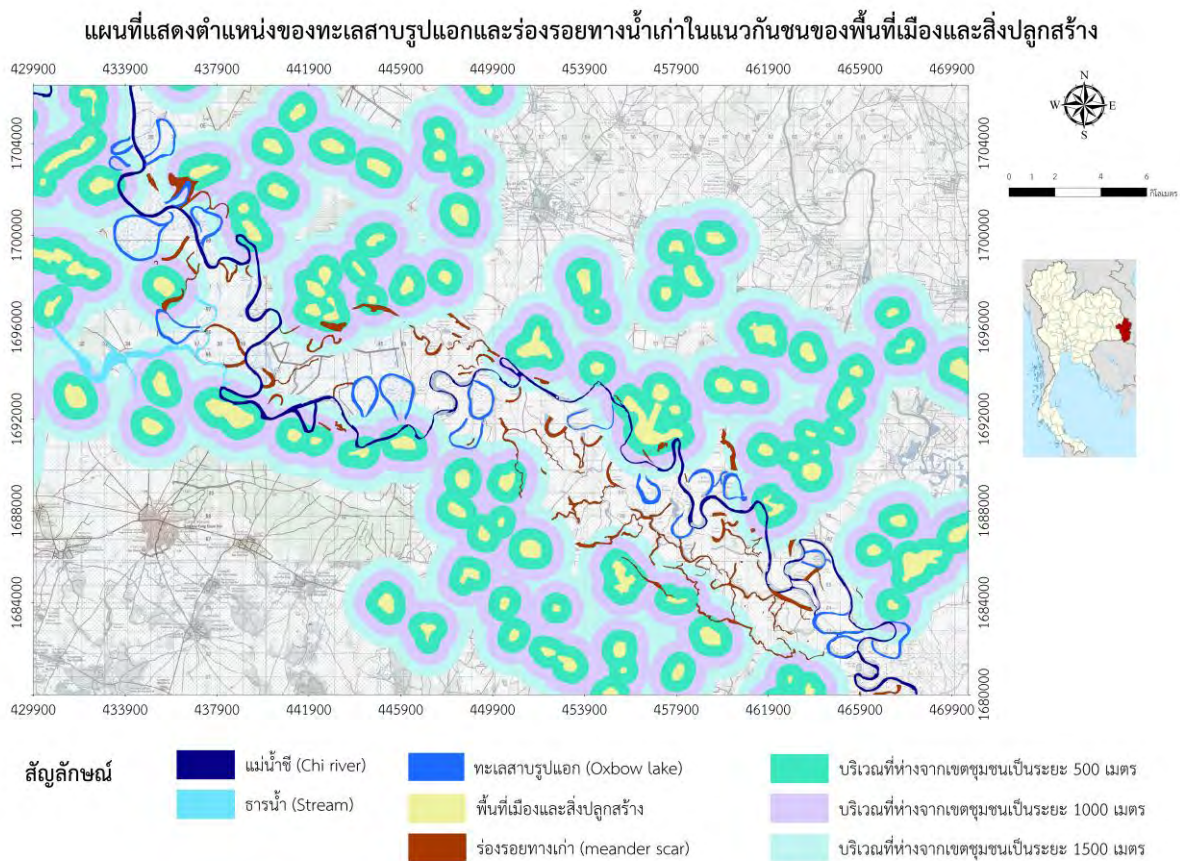 แผนที่แสดงตำแหน่งของทะเลสาบรูปแอกและร่องรอยทางน้ำเก่าในแนวกันชนของพื้นที่เมืองและสิ่งปลูกสร้าง
429900 433900 437900 441900 445900 449900 453900 457900 461900 465900 469900
N
W E
S
1704000 1704000
0 1 2 4 6
กิโลเมตร
1700000 1700000
1696000 1696000
1692000 1692000
1688000 1688000
1684000 1684000
1680000 1680000
429900 433900 437900 441900 445900 449900 453900 457900 461900 465900 469900
สัญลักษณ์
แม่น้ำชี (Chi river)
ธารน้ำ (Stream)
ทะเลสาบรูปแอก (Oxbow lake)
พื้นที่เมืองและสิ่งปลูกสร้าง
ร่องรอยทางเก่า (meander scar)
บริเวณที่ห่างจากเขตชุมชนเป็นระยะ 500 เมตร
บริเวณที่ห่างจากเขตชุมชนเป็นระยะ 1000 เมตร
บริเวณที่ห่างจากเขตชุมชนเป็นระยะ 1500 เมตร